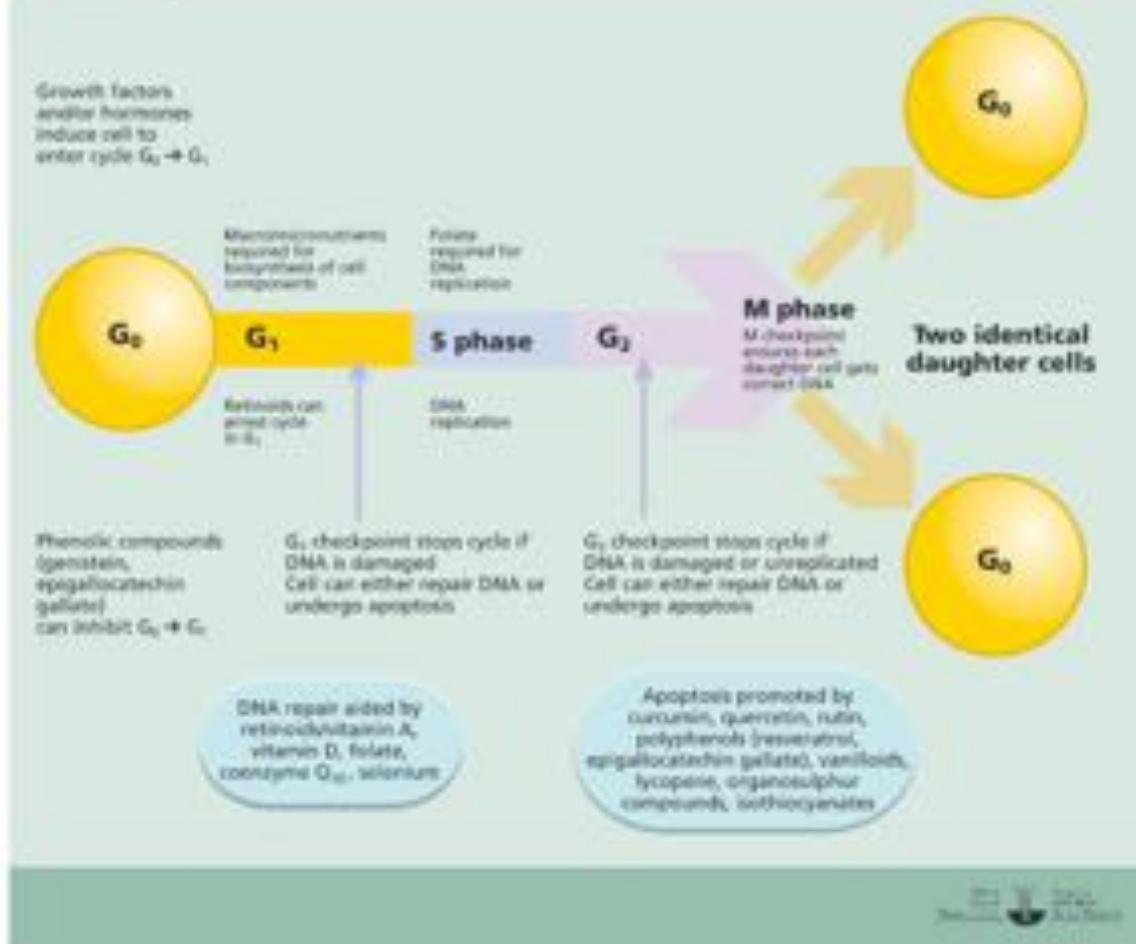 Growth factors
and/or hormones
induce cell to
enter cycle G₀ → G₁
G₀
Macro/micronutrients
required for
biosynthesis of cell
components
Folate
required for
DNA
replication
G₀
G₁
S phase
G₂
M phase
M checkpoint
ensures each
daughter cell gets
correct DNA
Two identical
daughter cells
Retinoids can
arrest cycle
in G₁
DNA
replication
Phenolic compounds
(genistein,
epigallocatechin
gallate)
can inhibit G₀ → G₁
G₁ checkpoint stops cycle if
DNA is damaged
Cell can either repair DNA or
undergo apoptosis
G₂ checkpoint stops cycle if
DNA is damaged or unreplicated
Cell can either repair DNA or
undergo apoptosis
G₀
DNA repair aided by
retinoids/vitamin A,
vitamin D, folate,
coenzyme Q₁₀, selenium
Apoptosis promoted by
curcumin, quercetin, rutin,
polyphenols (resveratrol,
epigallocatechin gallate), vanilloids,
lycopene, organosulphur
compounds, isothiocyanates